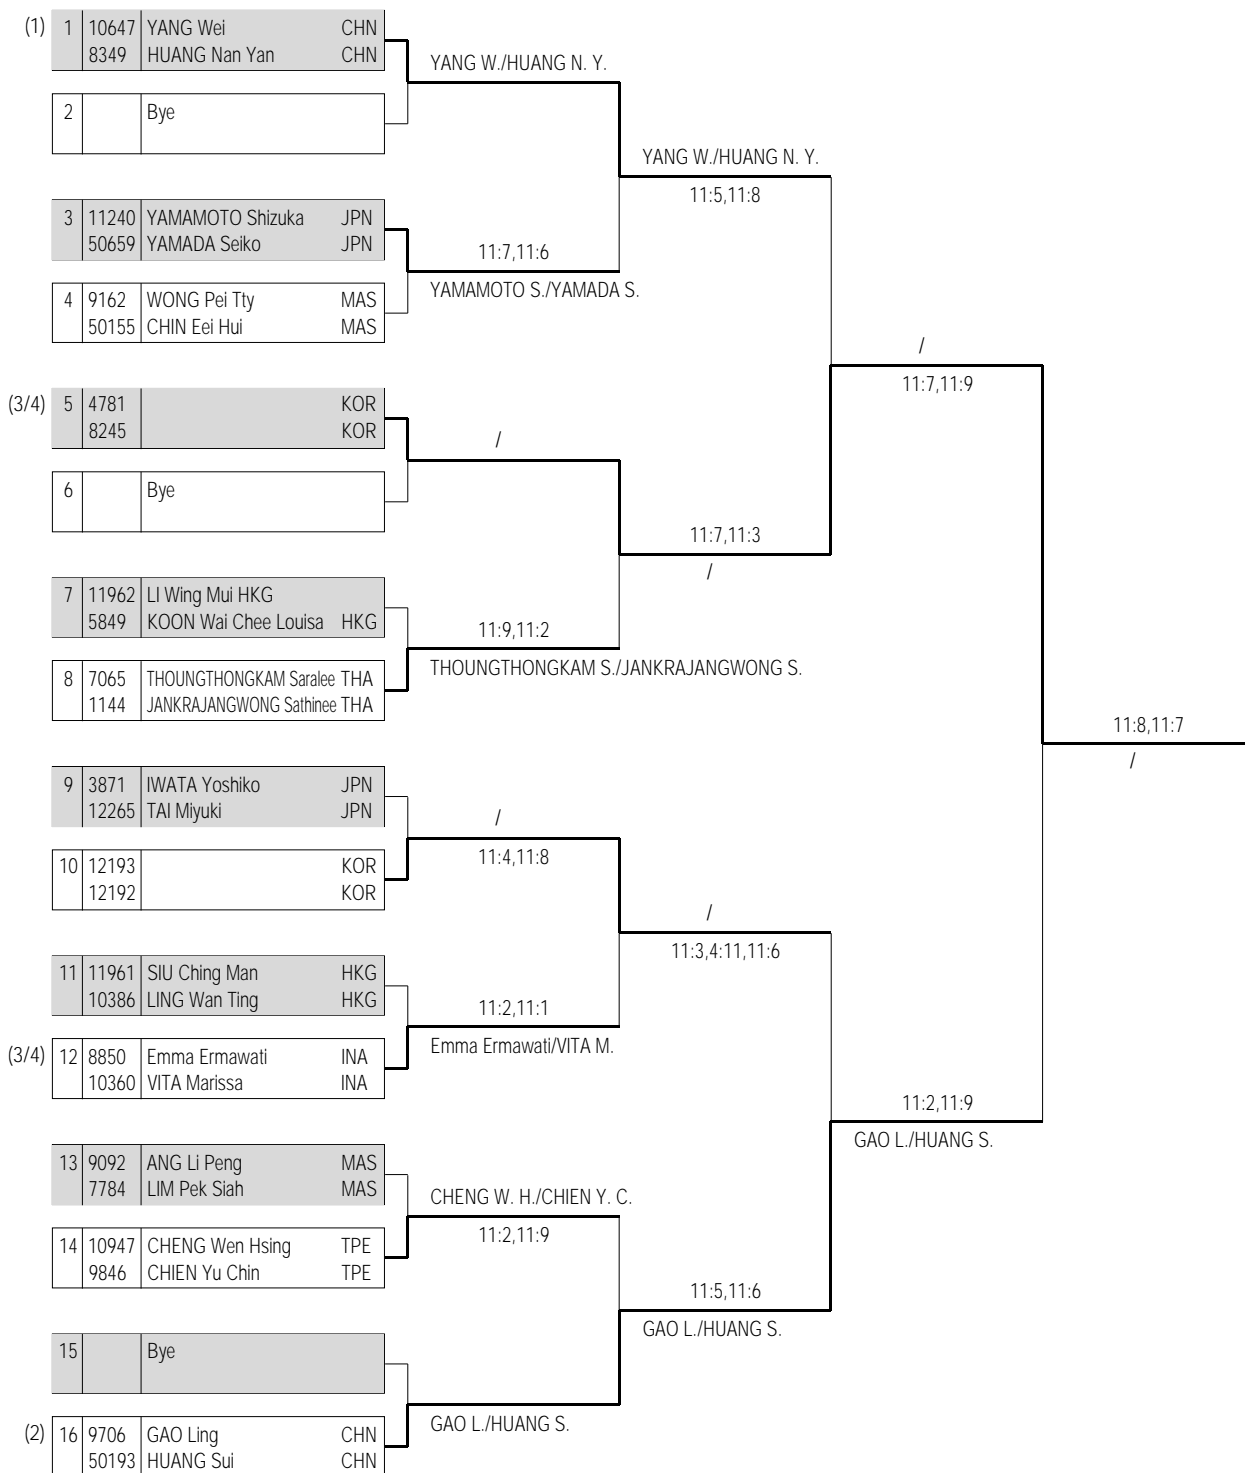 (1) 1 10647 YANG Wei CHN
8349 HUANG Nan Yan CHN
YANG W./HUANG N. Y.
2 Bye
YANG W./HUANG N. Y.
11:5,11:8
3 11240 YAMAMOTO Shizuka JPN
50659 YAMADA Seiko JPN
11:7,11:6
YAMAMOTO S./YAMADA S.
4 9162 WONG Pei Tty MAS
50155 CHIN Eei Hui MAS
/
11:7,11:9
(3/4) 5 4781 KOR
8245 KOR
/
6 Bye
11:7,11:3
/
7 11962 LI Wing Mui HKG
5849 KOON Wai Chee Louisa HKG
11:9,11:2
THOUNGTHONGKAM S./JANKRAJANGWONG S.
8 7065 THOUNGTHONGKAM Saralee THA
1144 JANKRAJANGWONG Sathinee THA
11:8,11:7
/
9 3871 IWATA Yoshiko JPN
12265 TAI Miyuki JPN
/
11:4,11:8
10 12193 KOR
12192 KOR
/
11:3,4:11,11:6
11 11961 SIU Ching Man HKG
10386 LING Wan Ting HKG
11:2,11:1
Emma Ermawati/VITA M.
(3/4) 12 8850 Emma Ermawati INA
10360 VITA Marissa INA
11:2,11:9
GAO L./HUANG S.
13 9092 ANG Li Peng MAS
7784 LIM Pek Siah MAS
CHENG W. H./CHIEN Y. C.
11:2,11:9
14 10947 CHENG Wen Hsing TPE
9846 CHIEN Yu Chin TPE
11:5,11:6
GAO L./HUANG S.
15 Bye
GAO L./HUANG S.
(2) 16 9706 GAO Ling CHN
50193 HUANG Sui CHN